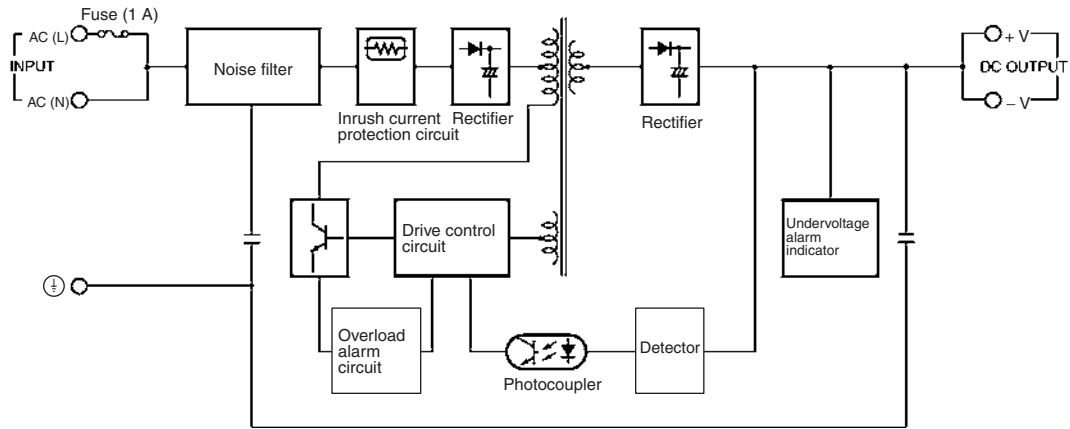 Fuse (1 A)
AC (L)
INPUT
AC (N)
Noise filter
Inrush current
protection circuit
Rectifier
Rectifier
+ V
DC OUTPUT
– V
Drive control
circuit
Undervoltage
alarm
indicator
Overload
alarm
circuit
Photocoupler
Detector